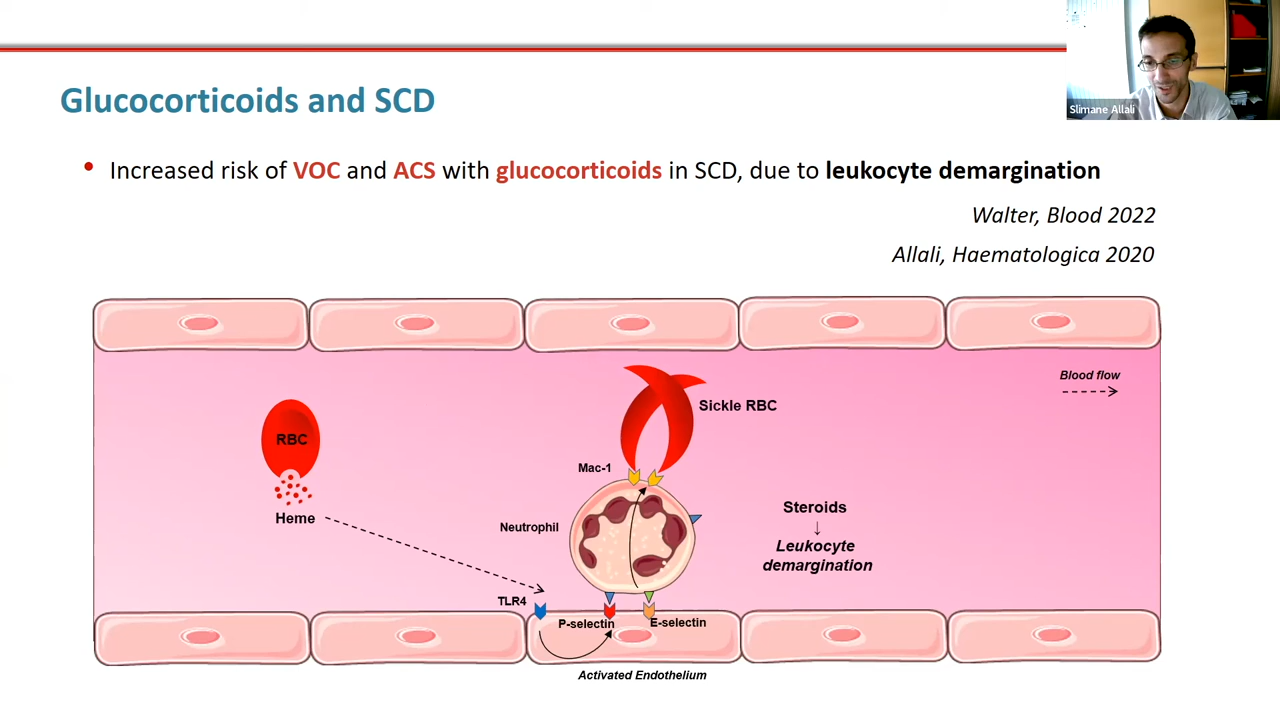 Slimane Allali
Glucocorticoids and SCD
• Increased risk of VOC and ACS with glucocorticoids in SCD, due to leukocyte demargination
Walter, Blood 2022
Allali, Haematologica 2020
Blood flow
Sickle RBC
RBC
Mac-1
Heme
Neutrophil
Steroids
↓
Leukocyte
demargination
TLR4
P-selectin
E-selectin
Activated Endothelium